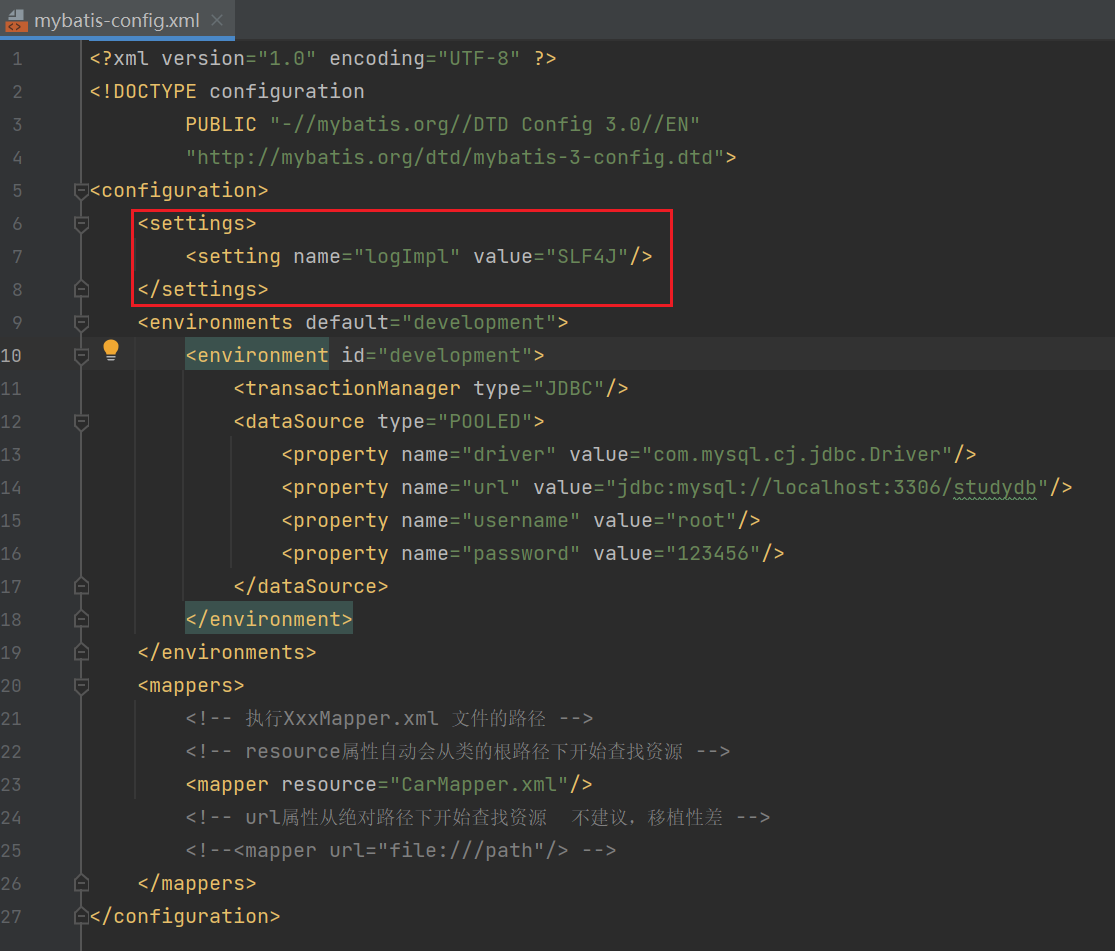 mybatis-config.xml
1 <?xml version="1.0" encoding="UTF-8" ?>
2 <!DOCTYPE configuration
3         PUBLIC "-//mybatis.org//DTD Config 3.0//EN"
4         "http://mybatis.org/dtd/mybatis-3-config.dtd">
5 <configuration>
6     <settings>
7         <setting name="logImpl" value="SLF4J"/>
8     </settings>
9     <environments default="development">
10         <environment id="development">
11             <transactionManager type="JDBC"/>
12             <dataSource type="POOLED">
13                 <property name="driver" value="com.mysql.cj.jdbc.Driver"/>
14                 <property name="url" value="jdbc:mysql://localhost:3306/studydb"/>
15                 <property name="username" value="root"/>
16                 <property name="password" value="123456"/>
17             </dataSource>
18         </environment>
19     </environments>
20     <mappers>
21         <!-- 执行XxxMapper.xml 文件的路径 -->
22         <!-- resource属性自动会从类的根路径下开始查找资源 -->
23         <mapper resource="CarMapper.xml"/>
24         <!-- url属性从绝对路径下开始查找资源  不建议，移植性差 -->
25         <!--<mapper url="file:///path"/> -->
26     </mappers>
27 </configuration>